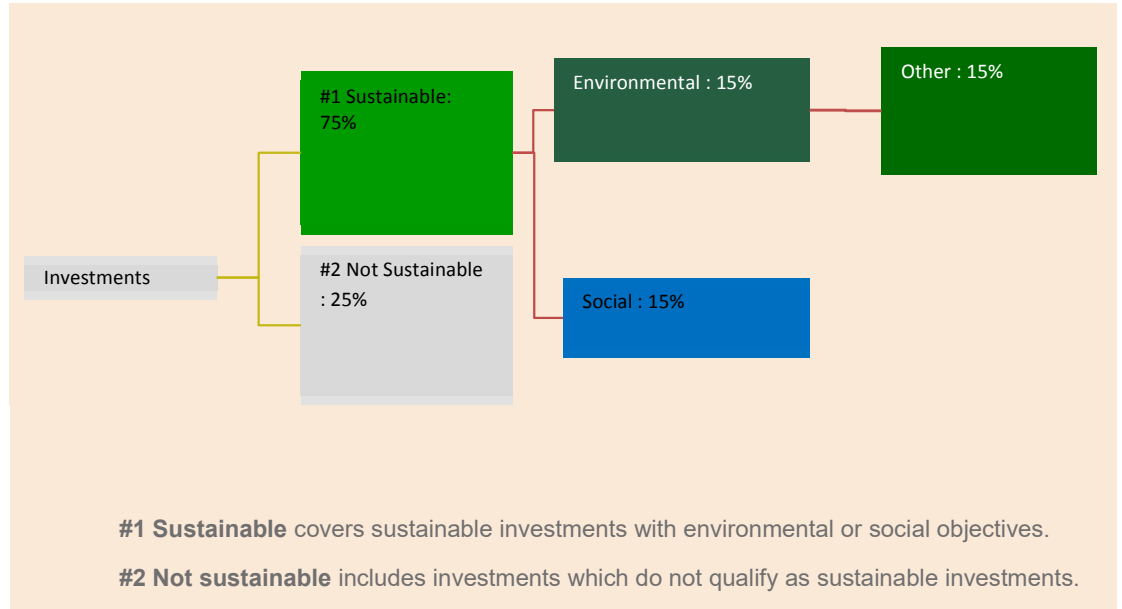 #1 Sustainable:
75%
Environmental : 15%
Other : 15%
Investments
#2 Not Sustainable
: 25%
Social : 15%
#1 Sustainable covers sustainable investments with environmental or social objectives.
#2 Not sustainable includes investments which do not qualify as sustainable investments.